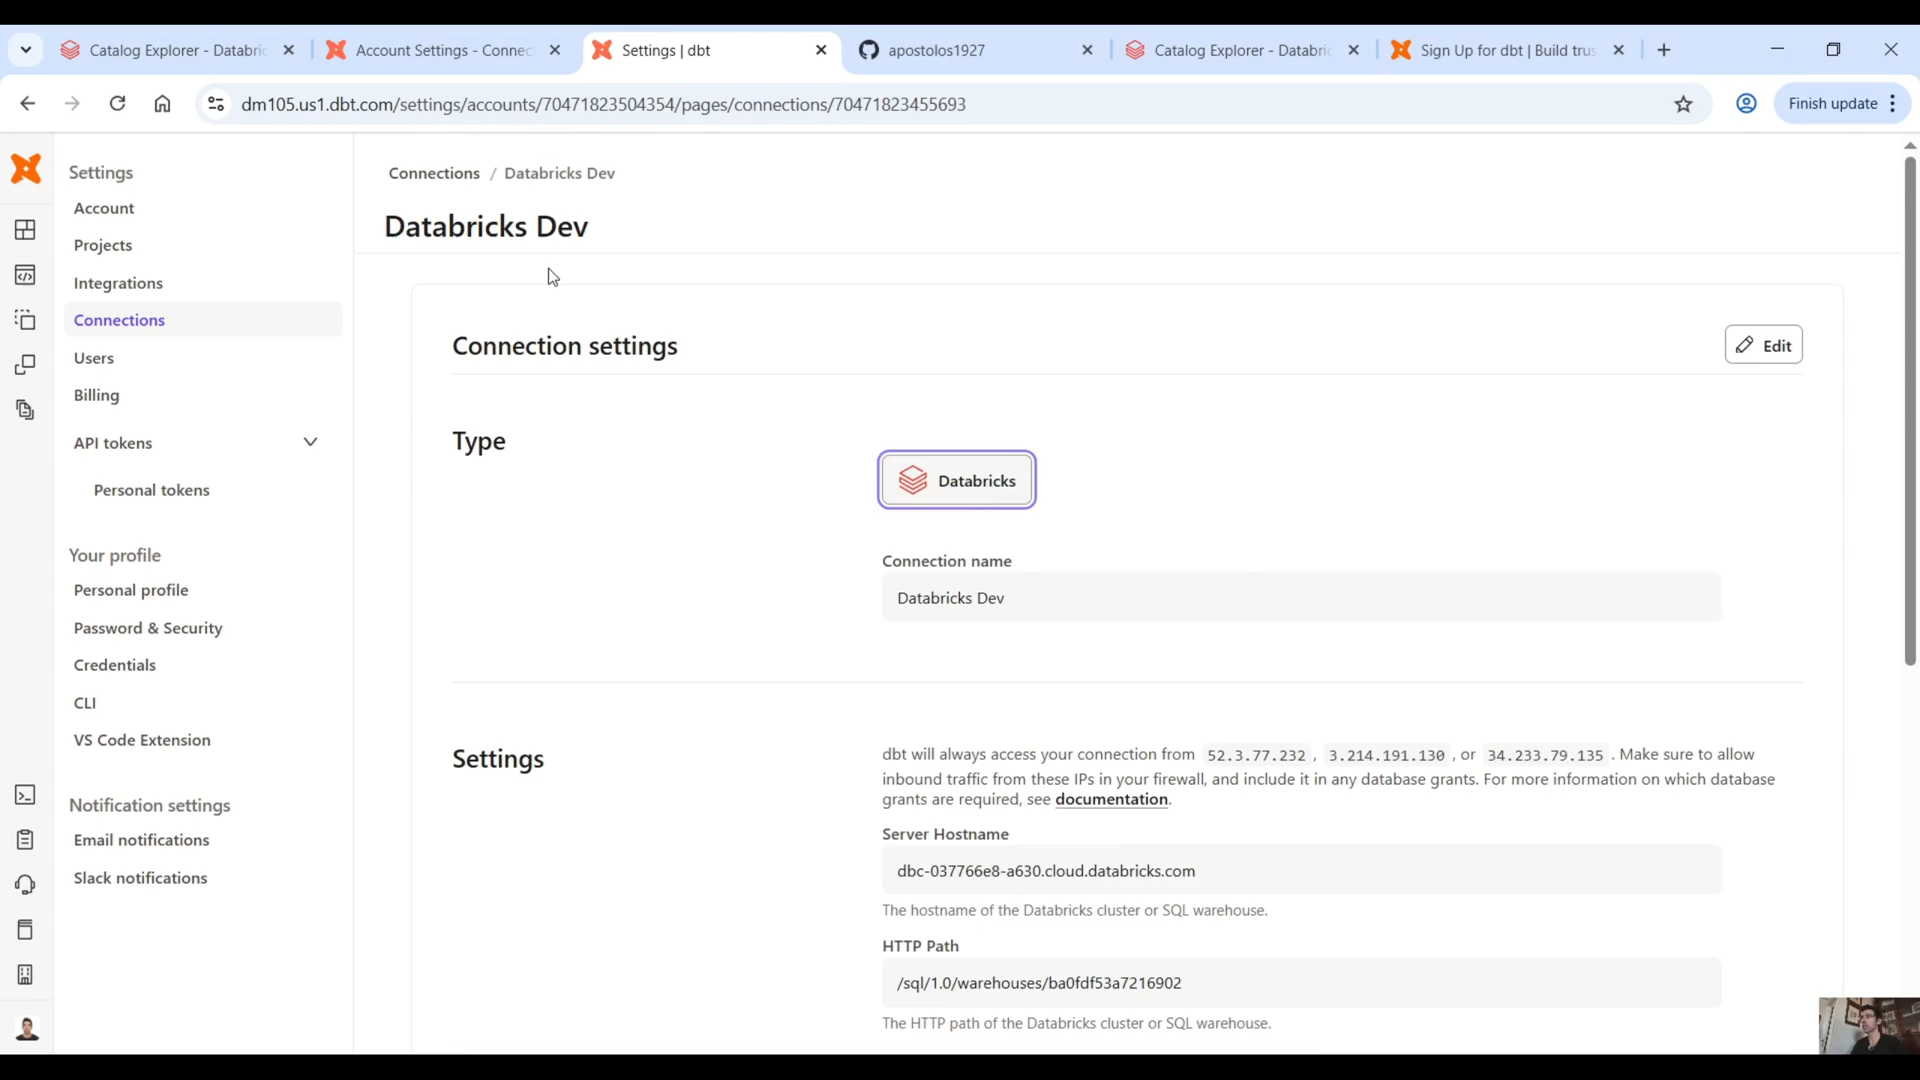 Catalog Explorer - Databric
Account Settings - Connec
Settings | dbt
apostolos1927
Catalog Explorer - Databric
Sign Up for dbt | Build trus
dm105.us1.dbt.com/settings/accounts/70471823504354/pages/connections/70471823455693
Finish update
Settings
Account
Projects
Integrations
Connections
Users
Billing
API tokens
Personal tokens
Your profile
Personal profile
Password & Security
Credentials
CLI
VS Code Extension
Notification settings
Email notifications
Slack notifications
Connections / Databricks Dev
Databricks Dev
Connection settings
Edit
Type
Databricks
Connection name
Databricks Dev
Settings
dbt will always access your connection from 52.3.77.232 , 3.214.191.130 , or 34.233.79.135 . Make sure to allow
inbound traffic from these IPs in your firewall, and include it in any database grants. For more information on which database
grants are required, see documentation.
Server Hostname
dbc-037766e8-a630.cloud.databricks.com
The hostname of the Databricks cluster or SQL warehouse.
HTTP Path
/sql/1.0/warehouses/ba0fdf53a7216902
The HTTP path of the Databricks cluster or SQL warehouse.